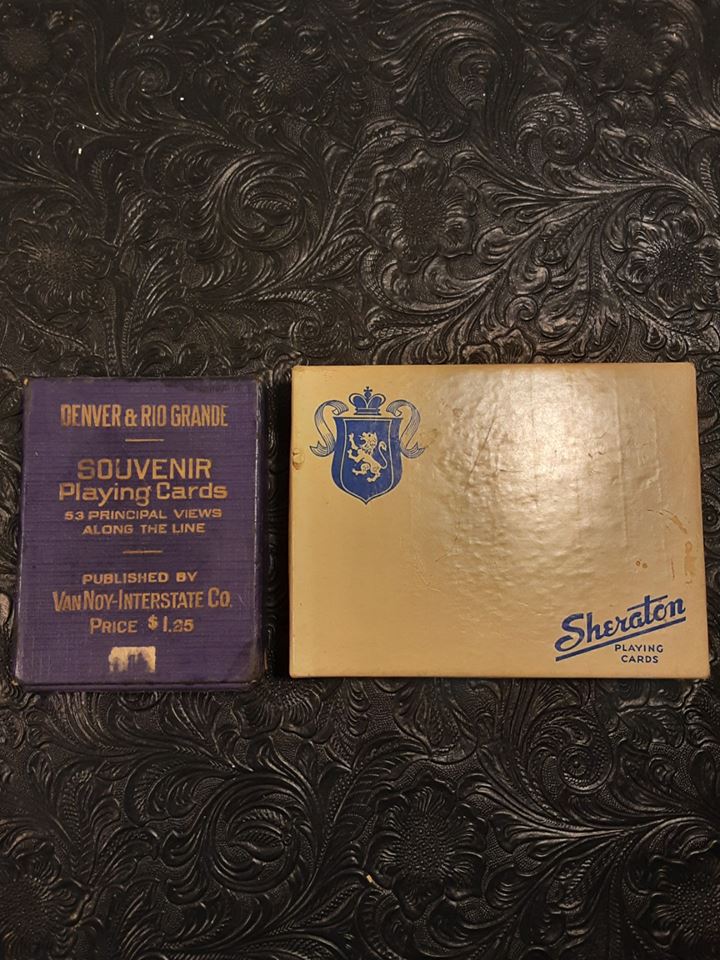 DENVER & RIO GRANDE
SOUVENIR
Playing Cards
53 PRINCIPAL VIEWS
ALONG THE LINE
PUBLISHED BY
VAN NOY-INTERSTATE CO.
PRICE $1.25
Sheraton
PLAYING
CARDS